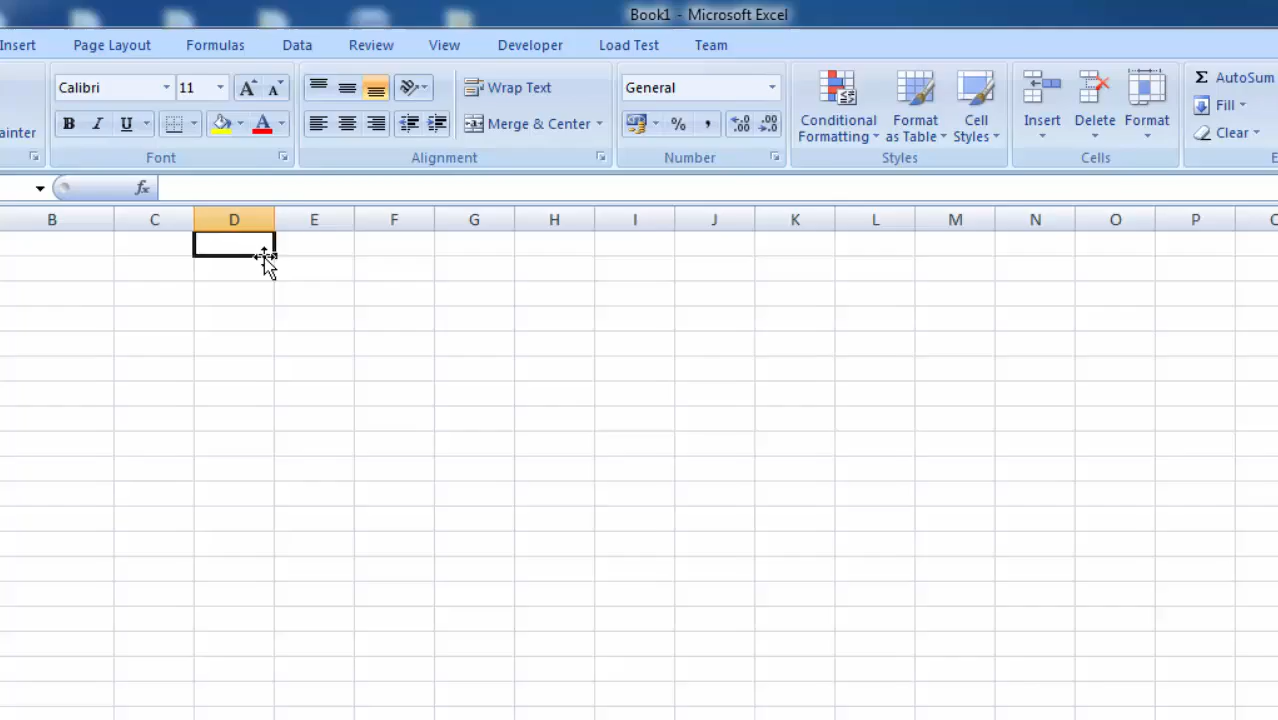 Book1 - Microsoft Excel
Insert Page Layout Formulas Data Review View Developer Load Test Team
Calibri 11 Wrap Text General Conditional Formatting Format as Table Cell Styles Insert Delete Format Σ AutoSum
B I U A Merge & Center % , Fill
ainter Clear
Font Alignment Number Styles Cells
fx
B C D E F G H I J K L M N O P